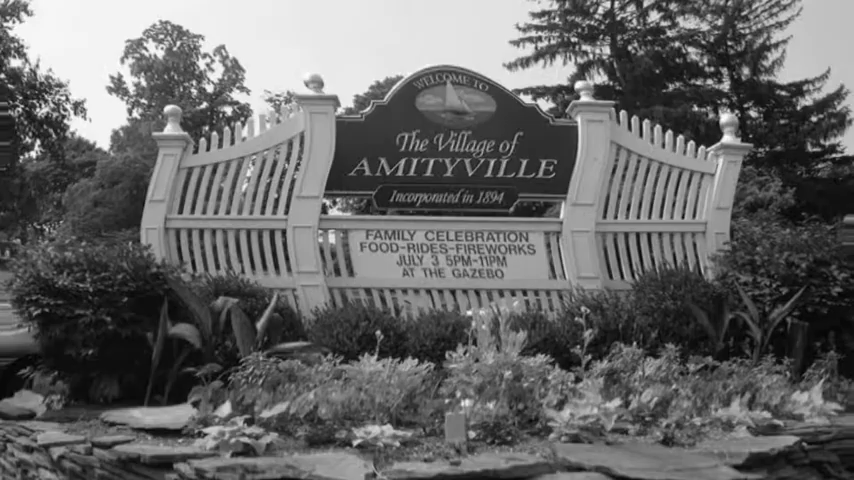 WELCOME TO
The Village of
AMITYVILLE
Incorporated in 1894
FAMILY CELEBRATION
FOOD-RIDES-FIREWORKS
JULY 3 5PM-11PM
AT THE GAZEBO